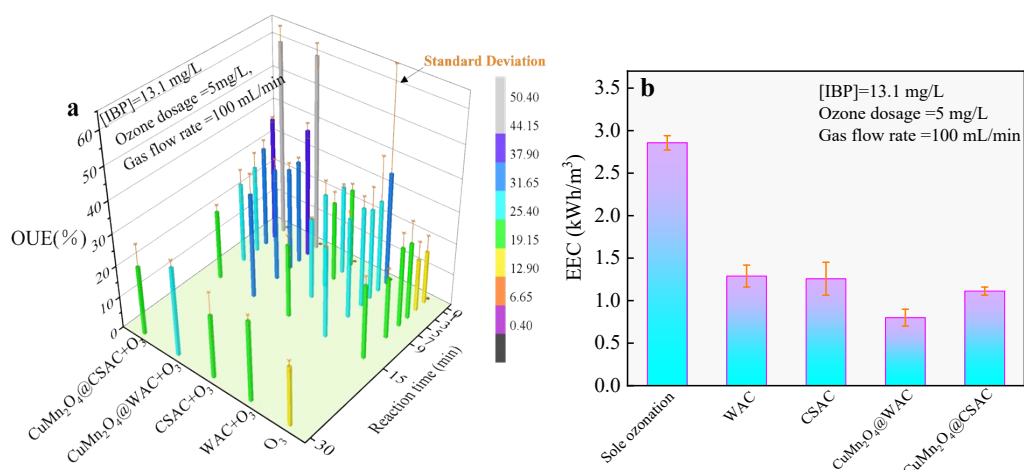 a
[IBP]=13.1 mg/L
Ozone dosage =5mg/L,
Gas flow rate =100 mL/min
Standard Deviation
OUE(%)
60
50
40
30
20
10
0
CuMn₂O₄@CSAC+O₃
CuMn₂O₄@WAC+O₃
CSAC+O₃
WAC+O₃
O₃
Reaction time (min)
30
15
9
7
5
3
0
50.40
44.15
37.90
31.65
25.40
19.15
12.90
6.65
0.40
b
[IBP]=13.1 mg/L
Ozone dosage =5 mg/L
Gas flow rate =100 mL/min
EEC (kWh/m³)
3.5
3.0
2.5
2.0
1.5
1.0
0.5
0.0
Sole ozonation
WAC
CSAC
CuMn₂O₄@WAC
CuMn₂O₄@CSAC